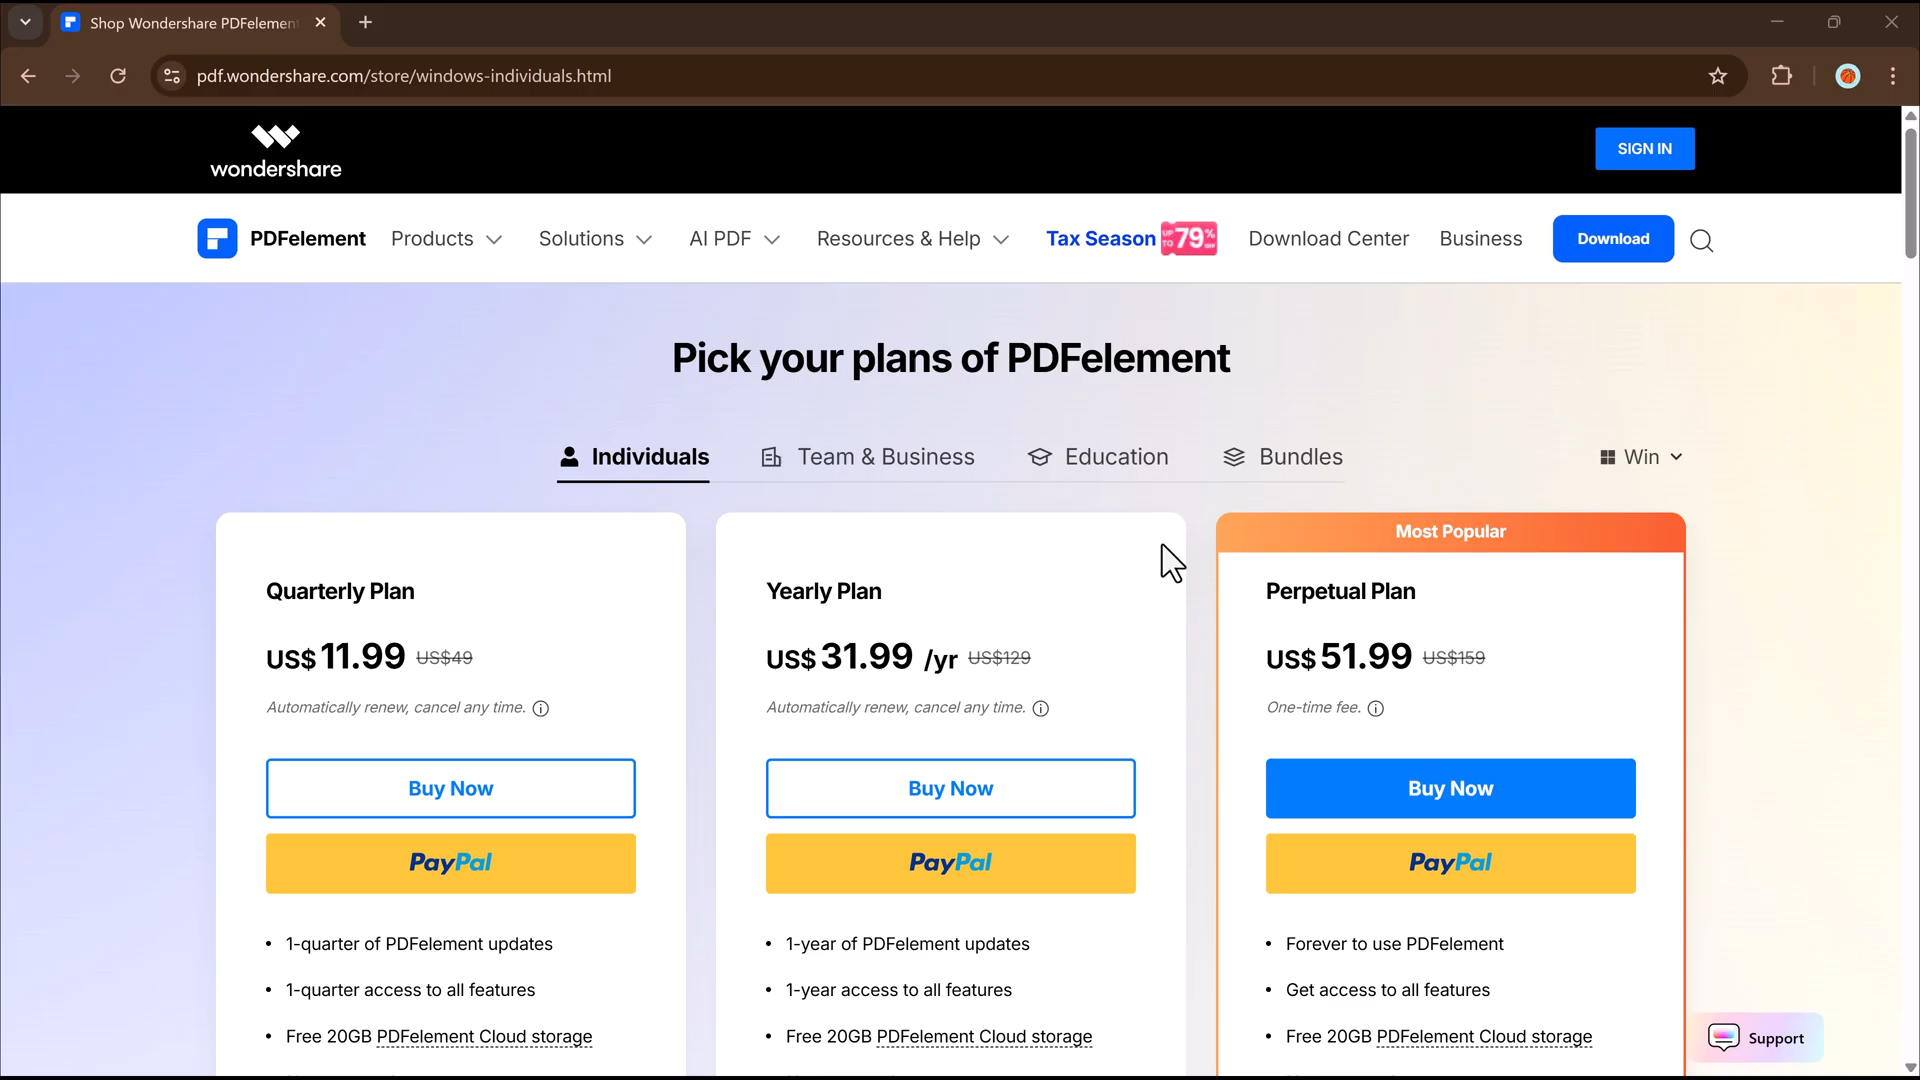 Shop Wondershare PDFelemen
pdf.wondershare.com/store/windows-individuals.html
wondershare
SIGN IN
PDFelement Products Solutions AI PDF Resources & Help Tax Season UP TO 79% OFF Download Center Business Download
Pick your plans of PDFelement
Individuals Team & Business Education Bundles Win
Most Popular
Quarterly Plan
US$11.99 US$49
Automatically renew, cancel any time.
Buy Now
PayPal
• 1-quarter of PDFelement updates
• 1-quarter access to all features
• Free 20GB PDFelement Cloud storage
Yearly Plan
US$31.99 /yr US$129
Automatically renew, cancel any time.
Buy Now
PayPal
• 1-year of PDFelement updates
• 1-year access to all features
• Free 20GB PDFelement Cloud storage
Perpetual Plan
US$51.99 US$159
One-time fee.
Buy Now
PayPal
• Forever to use PDFelement
• Get access to all features
• Free 20GB PDFelement Cloud storage
Support